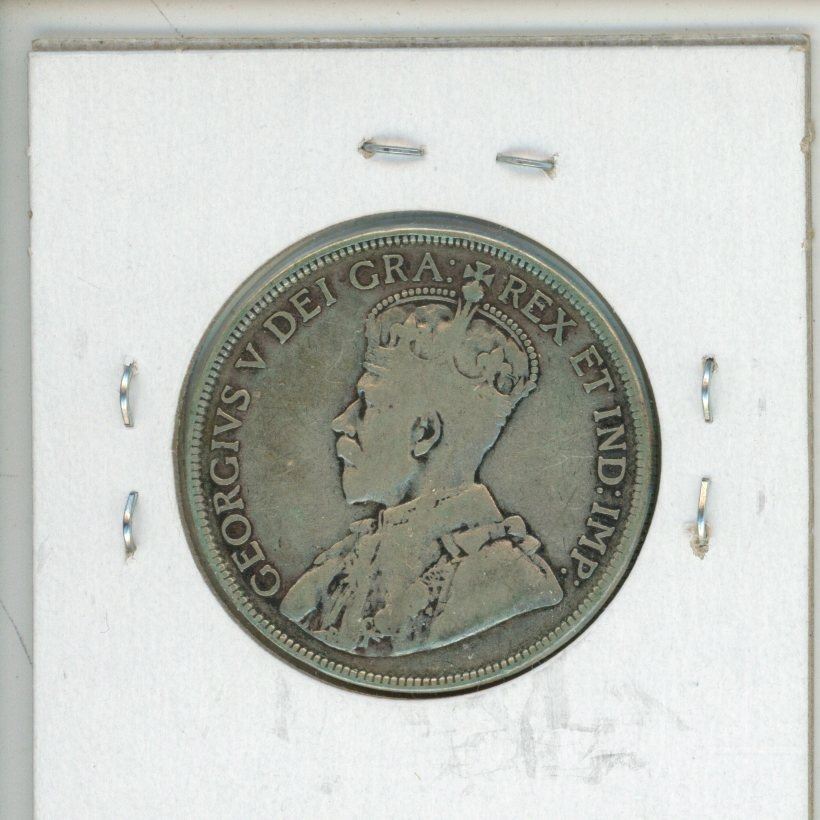 GEORGIVS V DEI GRA: REX ET IND: IMP: